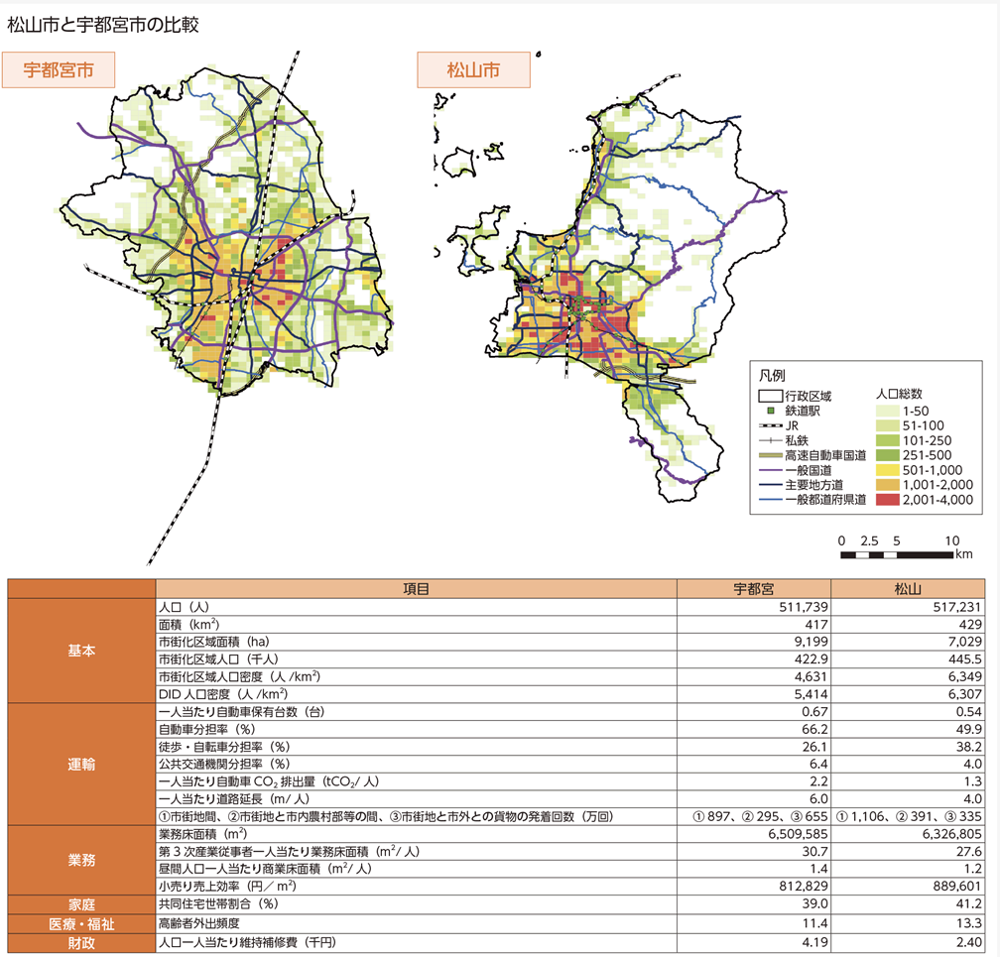 松山市と宇都宮市の比較
宇都宮市
松山市
凡例
行政区域
鉄道駅
JR
私鉄
高速自動車国道
一般国道
主要地方道
一般都道府県道
人口総数
1-50
51-100
101-250
251-500
501-1,000
1,001-2,000
2,001-4,000
0 2.5 5 10
km
項目 宇都宮 松山
基本
人口（人） 511,739 517,231
面積（km²） 417 429
市街化区域面積（ha） 9,199 7,029
市街化区域人口（千人） 422.9 445.5
市街化区域人口密度（人/km²） 4,631 6,349
DID 人口密度（人/km²） 5,414 6,307
運輸
一人当たり自動車保有台数（台） 0.67 0.54
自動車分担率（%） 66.2 49.9
徒歩・自転車分担率（%） 26.1 38.2
公共交通機関分担率（%） 6.4 4.0
一人当たり自動車 CO₂ 排出量（tCO₂/人） 2.2 1.3
一人当たり道路延長（m/人） 6.0 4.0
①市街地間、②市街地と市内農村部等の間、③市街地と市外との貨物の発着回数（万回） ① 897、② 295、③ 655 ① 1,106、② 391、③ 335
業務
業務床面積（m²） 6,509,585 6,326,805
第３次産業従事者一人当たり業務床面積（m²/人） 30.7 27.6
昼間人口一人当たり商業床面積（m²/人） 1.4 1.2
小売り売上効率（円／m²） 812,829 889,601
家庭
共同住宅世帯割合（%） 39.0 41.2
医療・福祉
高齢者外出頻度 11.4 13.3
財政
人口一人当たり維持補修費（千円） 4.19 2.40